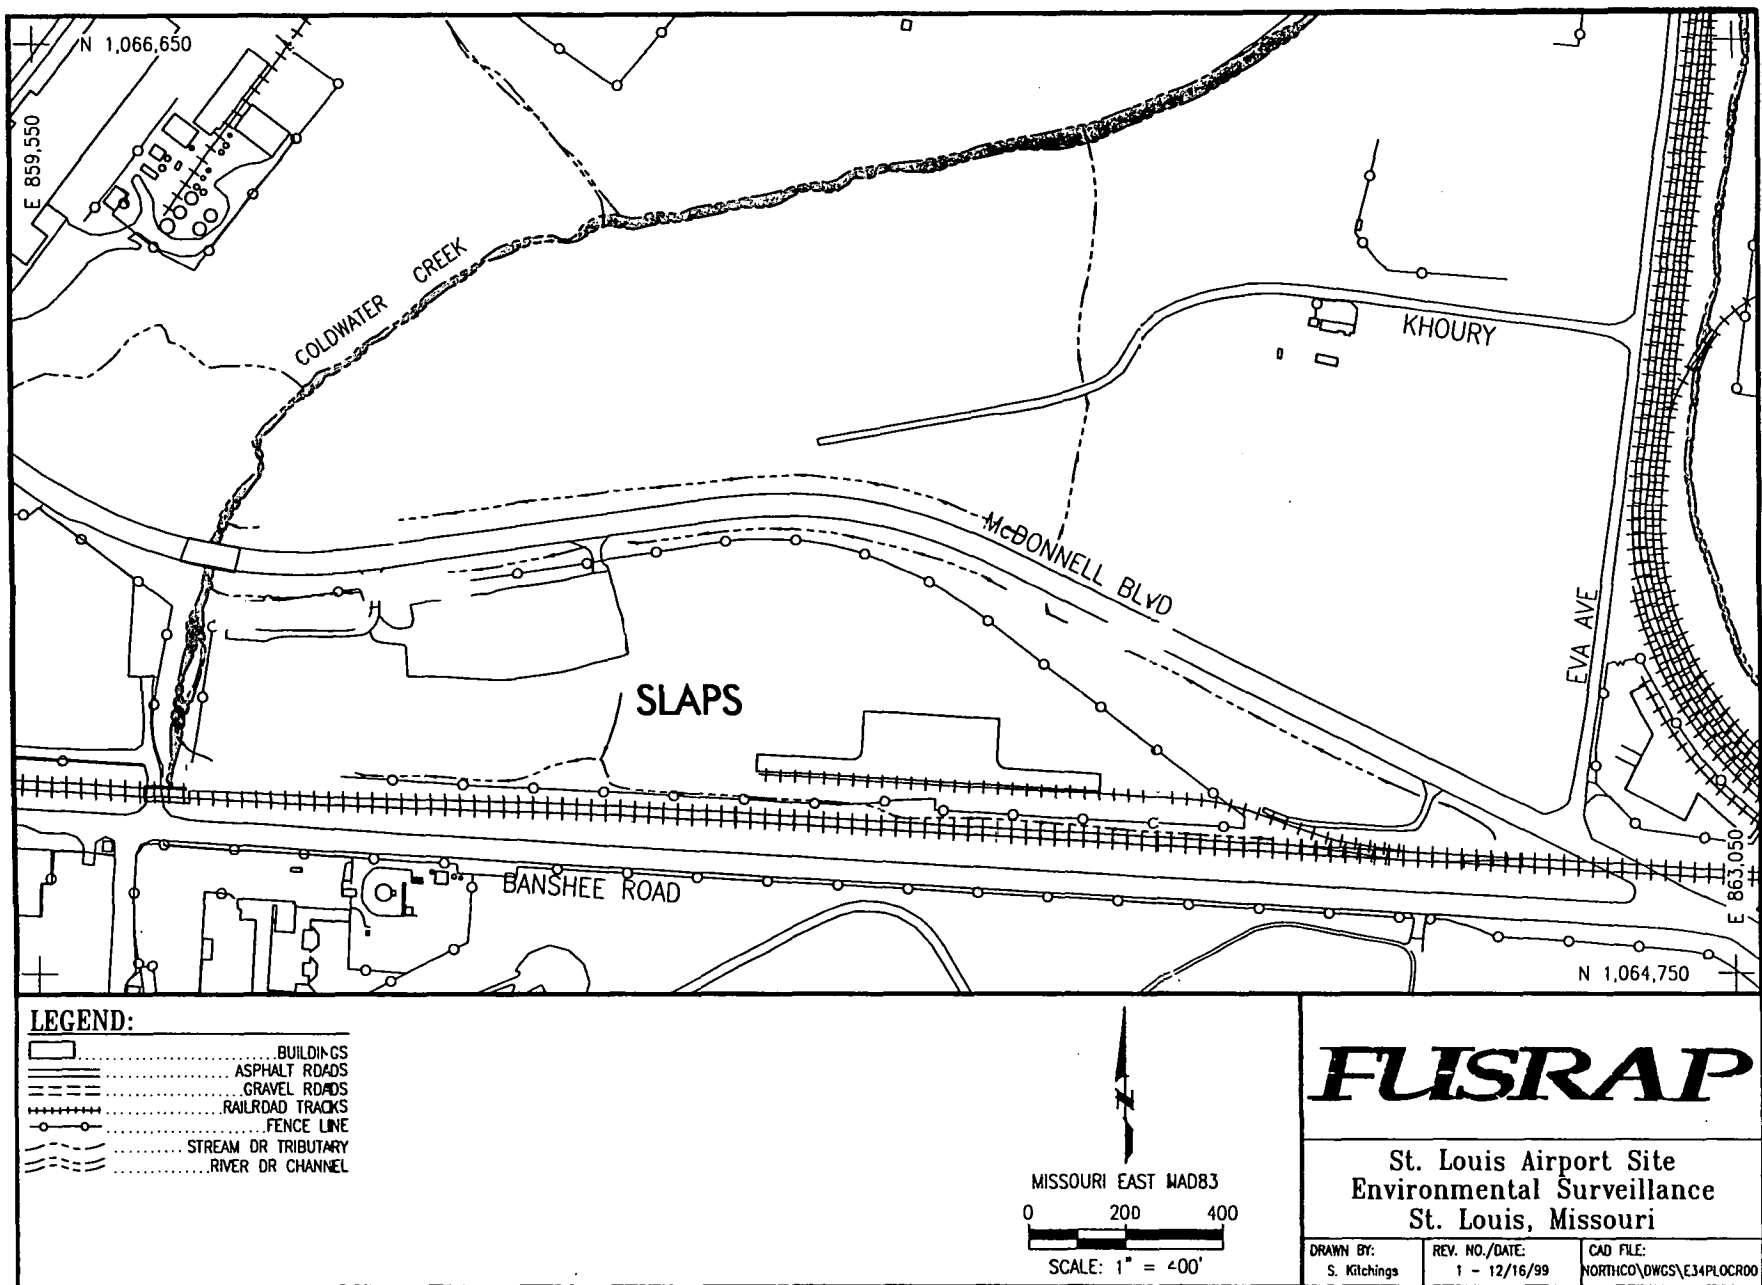 N 1,066,650
E 859,550
COLDWATER CREEK
KHOURY
McDONNELL BLVD
EVA AVE
SLAPS
BANSHEE ROAD
E 863,050
N 1,064,750
LEGEND:
BUILDINGS
ASPHALT ROADS
GRAVEL ROADS
RAILROAD TRACKS
FENCE LINE
STREAM OR TRIBUTARY
RIVER OR CHANNEL
MISSOURI EAST NAD83
0 200 400
SCALE: 1" = 400'
FUSRAP
St. Louis Airport Site
Environmental Surveillance
St. Louis, Missouri
DRAWN BY:
S. Kitchings
REV. NO./DATE:
1 - 12/16/99
CAD FILE: